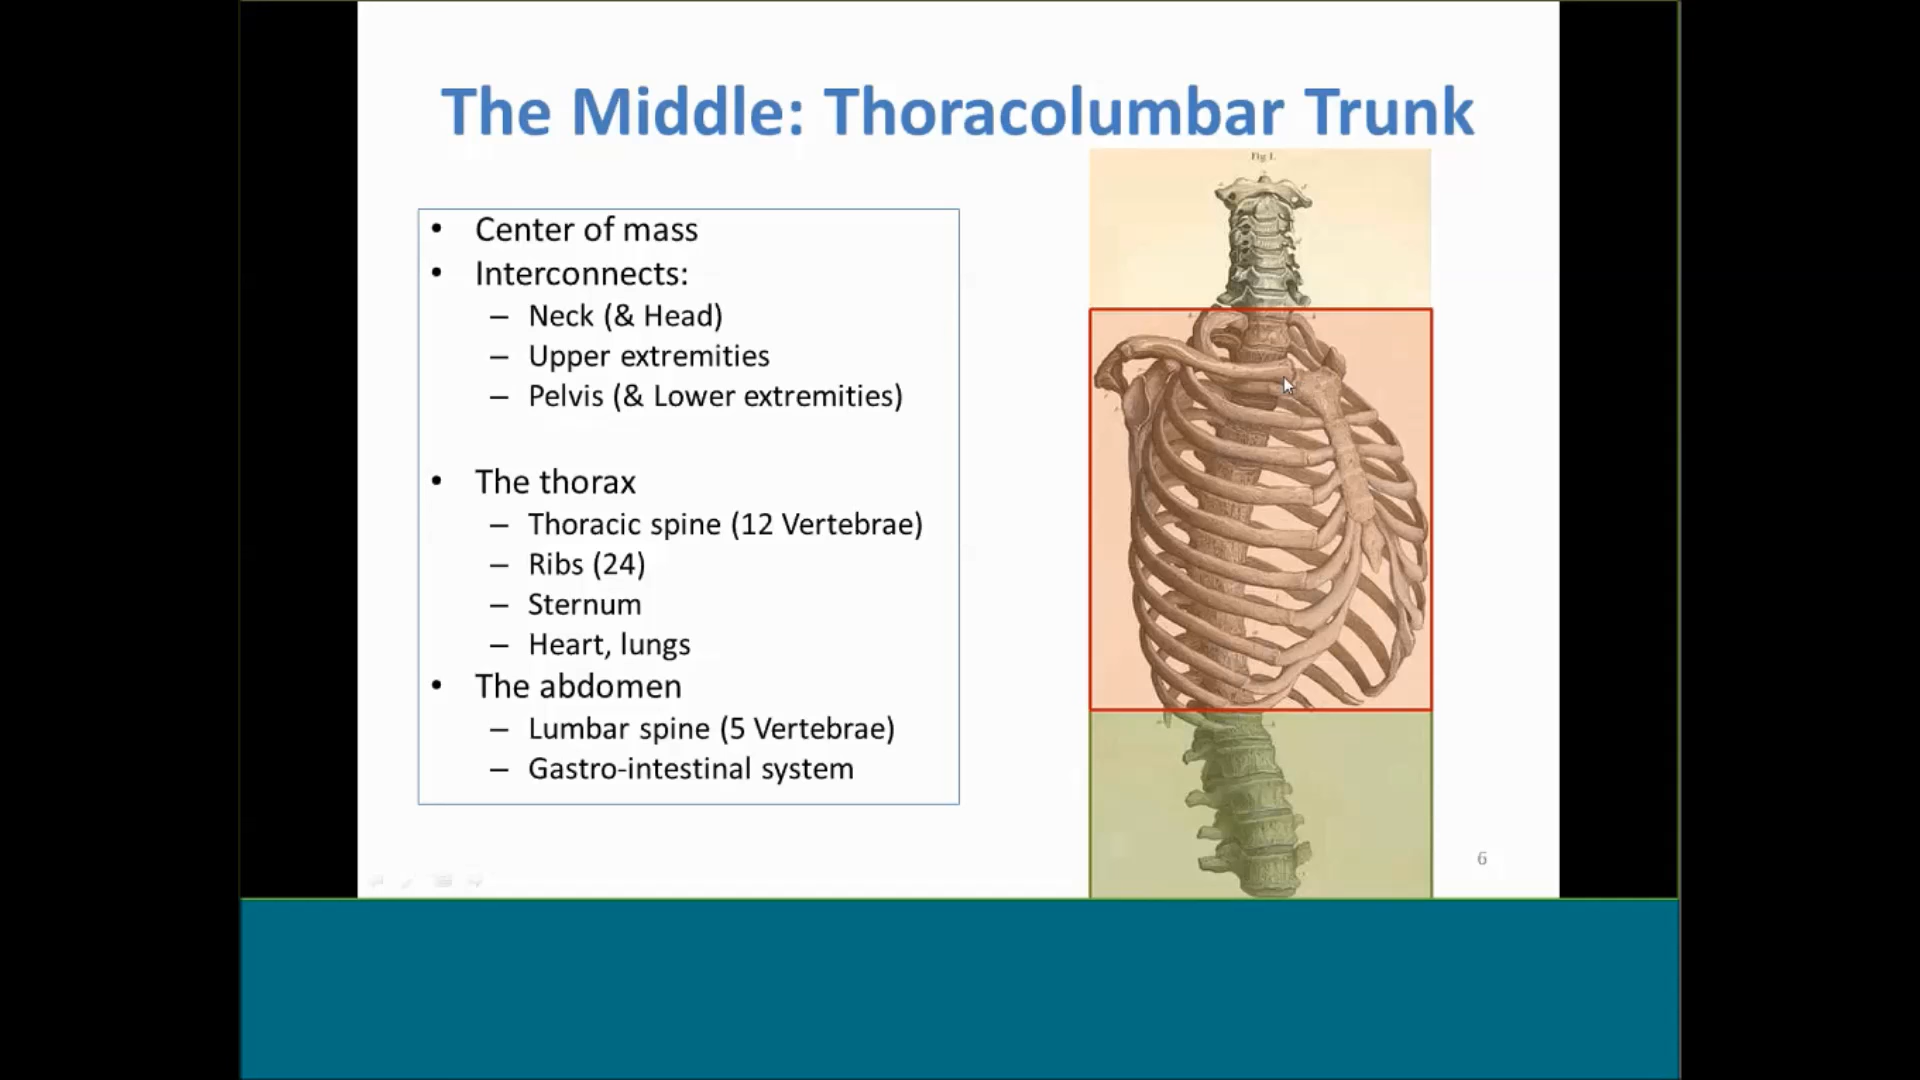 The Middle: Thoracolumbar Trunk
Fig I.
• Center of mass
• Interconnects:
– Neck (& Head)
– Upper extremities
– Pelvis (& Lower extremities)
• The thorax
– Thoracic spine (12 Vertebrae)
– Ribs (24)
– Sternum
– Heart, lungs
• The abdomen
– Lumbar spine (5 Vertebrae)
– Gastro-intestinal system
6